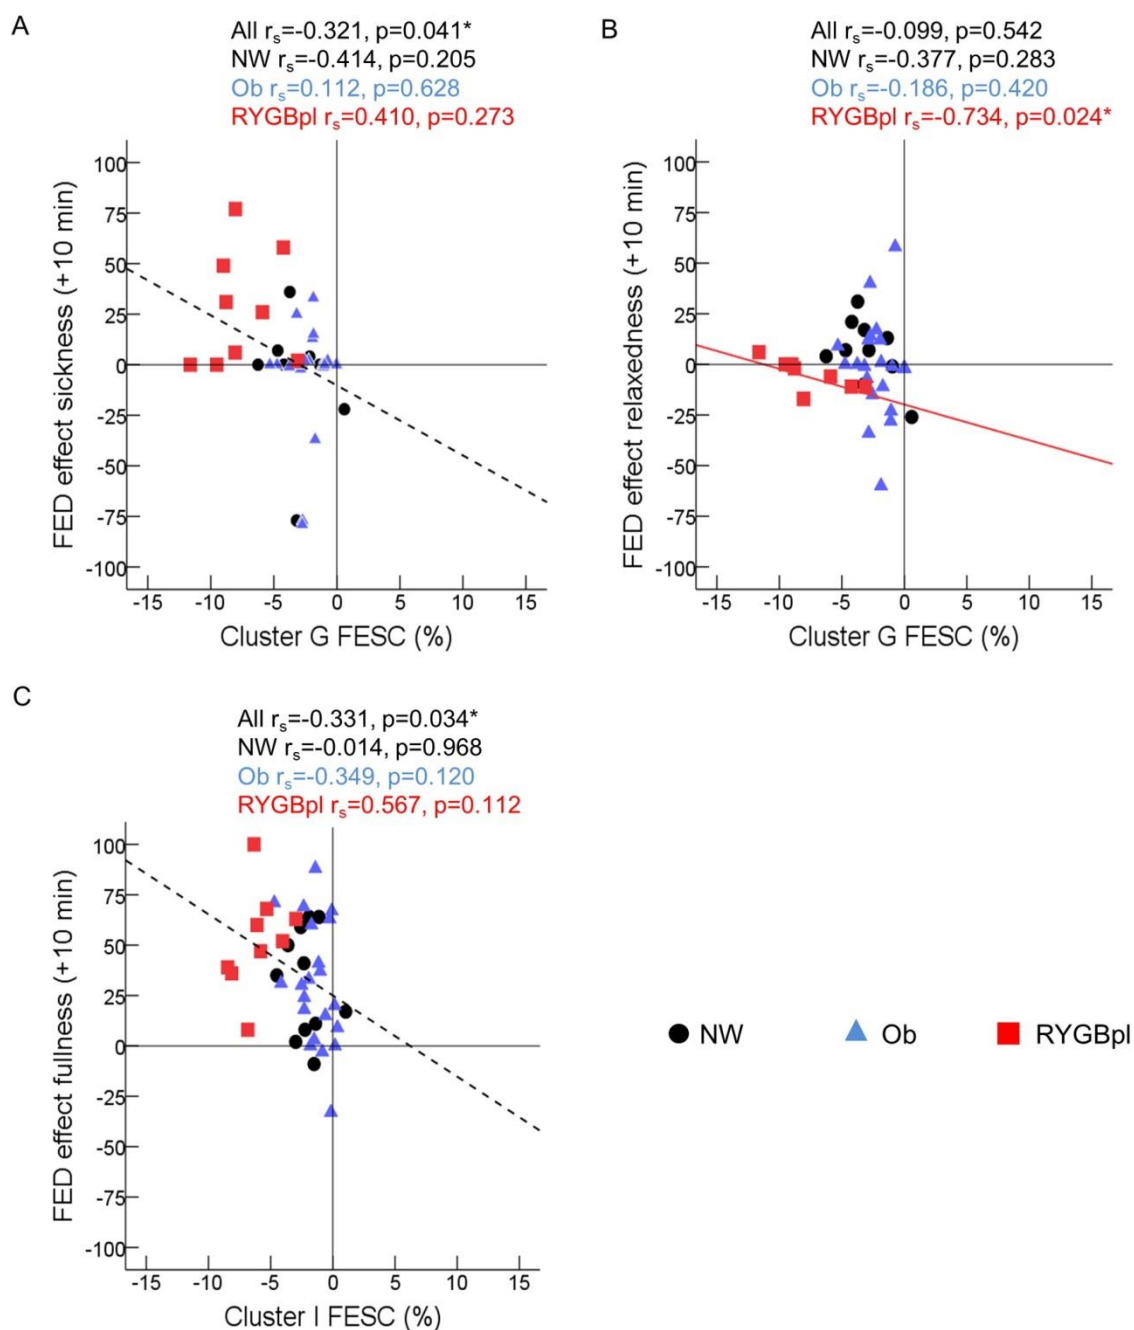 A
All rs=-0.321, p=0.041*
NW rs=-0.414, p=0.205
Ob rs=0.112, p=0.628
RYGBpl rs=0.410, p=0.273
FED effect sickness (+10 min)
100
75
50
25
0
-25
-50
-75
-100
-15 -10 -5 0 5 10 15
Cluster G FESC (%)
B
All rs=-0.099, p=0.542
NW rs=-0.377, p=0.283
Ob rs=-0.186, p=0.420
RYGBpl rs=-0.734, p=0.024*
FED effect relaxedness (+10 min)
100
75
50
25
0
-25
-50
-75
-100
-15 -10 -5 0 5 10 15
Cluster G FESC (%)
C
All rs=-0.331, p=0.034*
NW rs=-0.014, p=0.968
Ob rs=-0.349, p=0.120
RYGBpl rs=0.567, p=0.112
FED effect fullness (+10 min)
100
75
50
25
0
-25
-50
-75
-100
-15 -10 -5 0 5 10 15
Cluster I FESC (%)
NW Ob RYGBpl